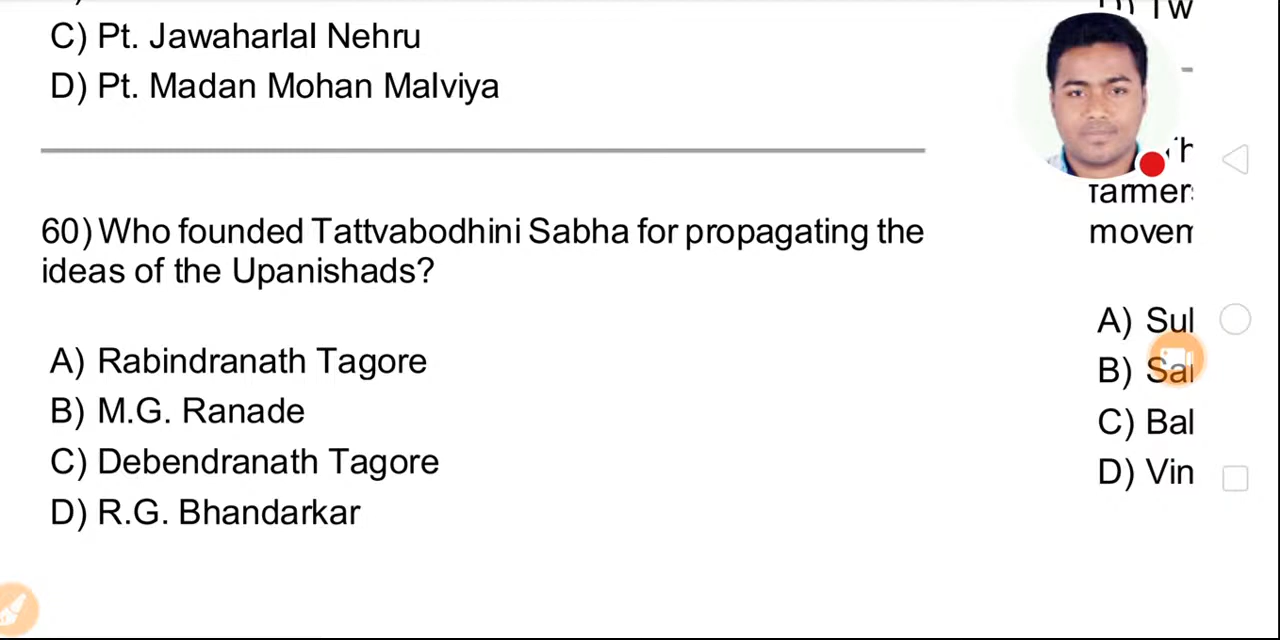 C) Pt. Jawaharlal Nehru
D) Pt. Madan Mohan Malviya
60) Who founded Tattvabodhini Sabha for propagating the
ideas of the Upanishads?
A) Rabindranath Tagore
B) M.G. Ranade
C) Debendranath Tagore
D) R.G. Bhandarkar
A) Sul
B) Sa
C) Bal
D) Vin